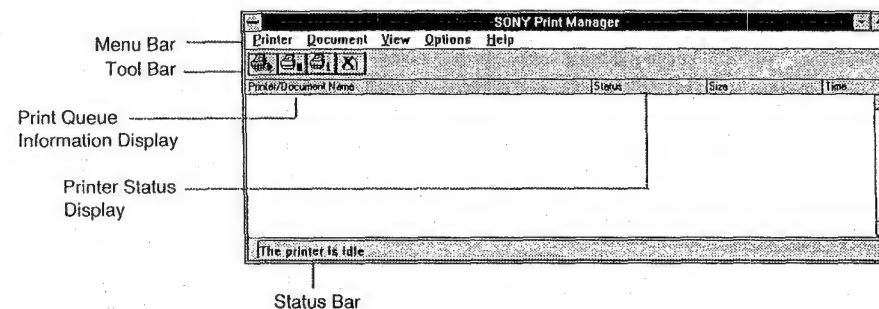 SONY Print Manager
Menu Bar
Printer Document View Options Help
Tool Bar
Printer/Document Name Status Size Time
Print Queue
Information Display
Printer Status
Display
The printer is idle
Status Bar